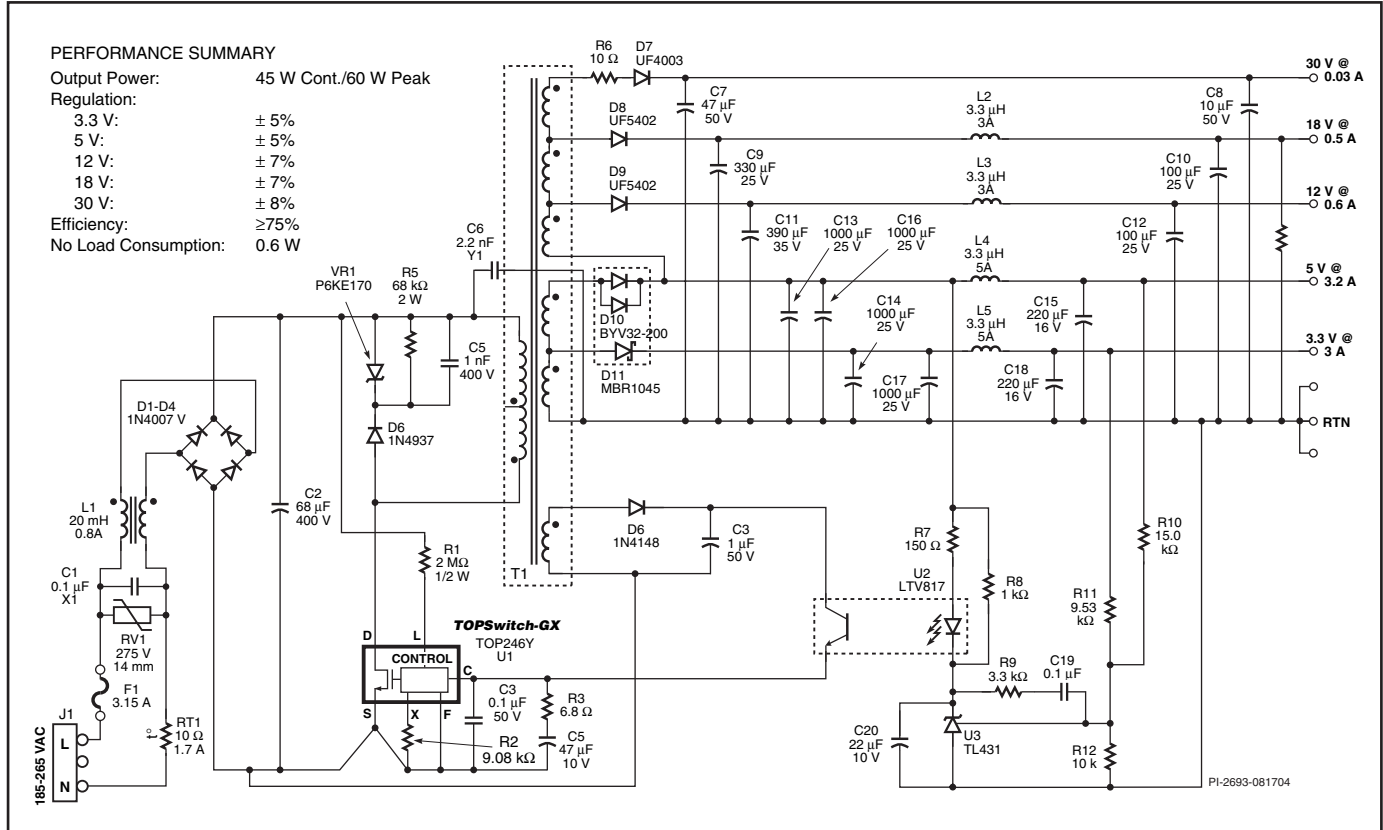 PERFORMANCE SUMMARY
Output Power: 45 W Cont./60 W Peak
Regulation:
3.3 V: ± 5%
5 V: ± 5%
12 V: ± 7%
18 V: ± 7%
30 V: ± 8%
Efficiency: ≥75%
No Load Consumption: 0.6 W
R6
10 Ω
D7
UF4003
C7
47 µF
50 V
D8
UF5402
C9
330 µF
25 V
D9
UF5402
L2
3.3 µH
3A
C8
10 µF
50 V
30 V @
0.03 A
18 V @
0.5 A
L3
3.3 µH
3A
C10
100 µF
25 V
12 V @
0.6 A
C11
390 µF
35 V
C13
1000 µF
25 V
C16
1000 µF
25 V
C12
100 µF
25 V
L4
3.3 µH
5A
5 V @
3.2 A
C6
2.2 nF
Y1
VR1
P6KE170
R5
68 kΩ
2 W
C5
1 nF
400 V
D10
BYV32-200
D11
MBR1045
C14
1000 µF
25 V
L5
3.3 µH
5A
C15
220 µF
16 V
3.3 V @
3 A
C17
1000 µF
25 V
C18
220 µF
16 V
RTN
D1-D4
1N4007 V
D6
1N4937
C2
68 µF
400 V
L1
20 mH
0.8A
C1
0.1 µF
X1
RV1
275 V
14 mm
F1
3.15 A
J1
L
N
185-265 VAC
t°
RT1
10 Ω
1.7 A
R1
2 MΩ
1/2 W
T1
D6
1N4148
C3
1 µF
50 V
R7
150 Ω
U2
LTV817
R8
1 kΩ
R10
15.0
kΩ
R11
9.53
kΩ
TOPSwitch-GX
TOP246Y
U1
D
L
CONTROL
C
S
X
F
C3
0.1 µF
50 V
R3
6.8 Ω
C5
47 µF
10 V
R2
9.08 kΩ
R9
3.3 kΩ
C19
0.1 µF
C20
22 µF
10 V
U3
TL431
R12
10 k
PI-2693-081704